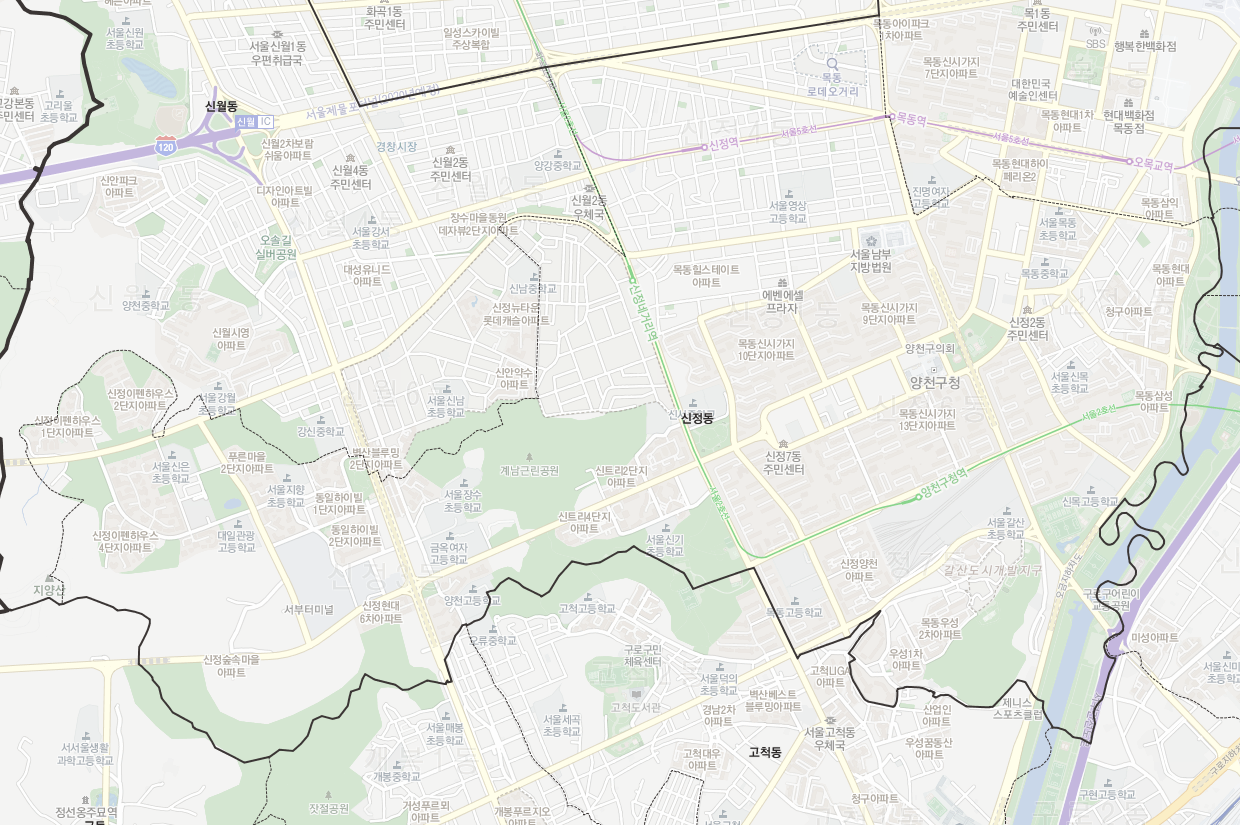 화곡1동
주민센터
목1동
주민센터
서울신원
초등학교
서울신월1동
우편취급국
일성스카이빌
주상복합
목동아이파크
1차아파트
SBS
행복한백화점
목동신시가지
7단지아파트
목동
로데오거리
대한민국
예술인센터
고강본동
주민센터
고리울
초등학교
신월동
신월 IC
현대백화점
목동점
목동현대1차
아파트
120
신월2차보람
쉬움아파트
경창시장
신정역
서울5호선
목동역
서울5호선
오목교역
신월4동
주민센터
신월2동
주민센터
양강중학교
목동현대하이
페리온2
신안파크
아파트
디자인아트빌
아파트
신월2동
우체국
서울영상
고등학교
진명여자
고등학교
목동삼익
아파트
장수마을동원
데자뷰2단지아파트
서울강서
초등학교
서울목동
초등학교
오솔길
실버공원
서울남부
지방법원
대성유니드
아파트
목동힐스테이트
아파트
목동중학교
목동현대
아파트
신남중학교
양천중학교
에벤에셀
프라자
신정네거리역
신정뉴타운
롯데캐슬아파트
목동신시가지
9단지아파트
청구아파트
신정2동
주민센터
신월시영
아파트
목동신시가지
10단지아파트
양천구의회
신안약수
아파트
양천구청
서울신목
초등학교
신정이펜하우스
2단지아파트
서울강월
초등학교
서울신남
초등학교
목동삼성
아파트
신정이펜하우스
1단지아파트
강신중학교
신정동
목동신시가지
13단지아파트
서울2호선
푸른마을
2단지아파트
벽산블루밍
2단지아파트
서울신은
초등학교
계남근린공원
신트리2단지
아파트
신정7동
주민센터
서울지향
초등학교
동일하이빌
1단지아파트
서울장수
초등학교
양천구청역
서울2호선
신목고등학교
신트리4단지
아파트
신정이펜하우스
4단지아파트
대일관광
고등학교
동일하이빌
2단지아파트
금옥여자
고등학교
서울신기
초등학교
서울갈산
초등학교
신정양천
아파트
갈산도시개발지구
오금지하차도
지양산
서부터미널
신정현대
6차아파트
양천고등학교
고척고등학교
목동고등학교
구로구어린이
교통공원
목동우성
2차아파트
미성아파트
오류중학교
구로구민
체육센터
우성1차
아파트
신정숲속마을
아파트
서울덕의
초등학교
고척LIGA
아파트
벽산베스트
블루밍아파트
제니스
스포츠클럽
고척도서관
경남2차
아파트
산업인
아파트
서울세곡
초등학교
서울매봉
초등학교
서울고척동
우체국
서서울생활
과학고등학교
고척대우
아파트
고척동
우성꿈동산
아파트
개봉중학교
구로지하차도
구현고등학교
청구아파트
잣절공원
거성푸르뫼
아파트
개봉푸르지오
아파트
정선옹주묘역